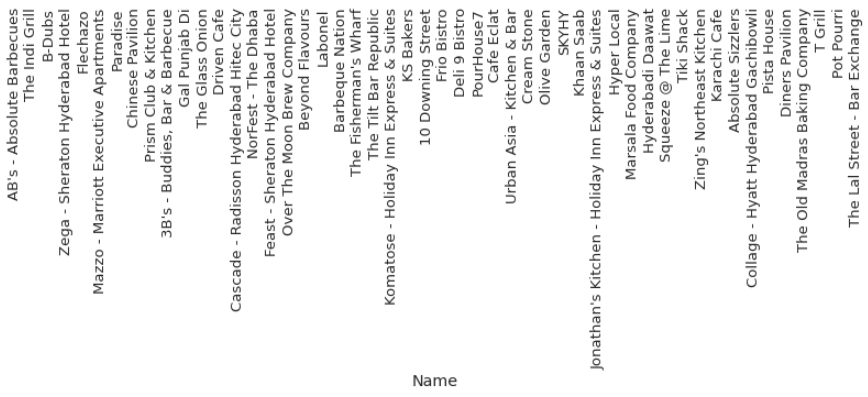 AB's - Absolute Barbecues
The Indi Grill
B-Dubs
Zega - Sheraton Hyderabad Hotel
Flechazo
Mazzo - Marriott Executive Apartments
Paradise
Chinese Pavilion
Prism Club & Kitchen
3B's - Buddies, Bar & Barbecue
Gal Punjab Di
The Glass Onion
Driven Cafe
Cascade - Radisson Hyderabad Hitec City
NorFest - The Dhaba
Feast - Sheraton Hyderabad Hotel
Over The Moon Brew Company
Beyond Flavours
Labonel
Barbeque Nation
The Fisherman's Wharf
The Tilt Bar Republic
Komatose - Holiday Inn Express & Suites
KS Bakers
10 Downing Street
Frio Bistro
Deli 9 Bistro
PourHouse7
Cafe Eclat
Urban Asia - Kitchen & Bar
Cream Stone
Olive Garden
SKYHY
Khaan Saab
Jonathan's Kitchen - Holiday Inn Express & Suites
Hyper Local
Marsala Food Company
Hyderabadi Daawat
Squeeze @ The Lime
Tiki Shack
Zing's Northeast Kitchen
Karachi Cafe
Absolute Sizzlers
Collage - Hyatt Hyderabad Gachibowli
Pista House
Diners Pavilion
The Old Madras Baking Company
T Grill
Pot Pourri
The Lal Street - Bar Exchange
Name